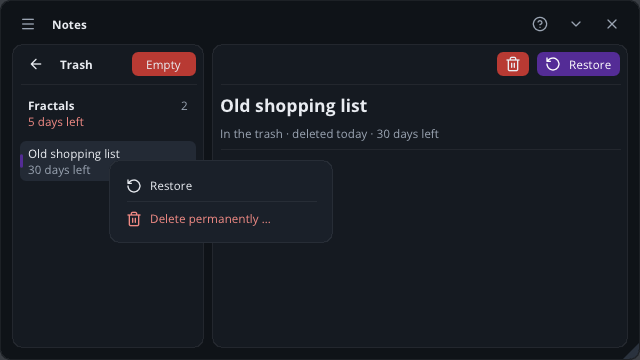 Notes
Trash
Empty
Restore
Fractals 2
5 days left
Old shopping list
30 days left
Old shopping list
In the trash · deleted today · 30 days left
Restore
Delete permanently ...